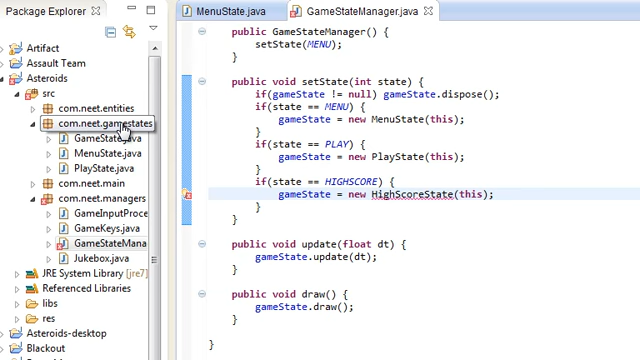 Package Explorer
Artifact
Assault Team
Asteroids
src
com.neet.entities
com.neet.gamestates
GameState.java
MenuState.java
PlayState.java
com.neet.main
com.neet.managers
GameInputProce
GameKeys.java
GameStateMana
Jukebox.java
JRE System Library [jre7]
Referenced Libraries
libs
res
Asteroids-desktop
Blackout
MenuState.java
GameStateManager.java
public GameStateManager() {
setState(MENU);
}
public void setState(int state) {
if(gameState != null) gameState.dispose();
if(state == MENU) {
gameState = new MenuState(this);
}
if(state == PLAY) {
gameState = new PlayState(this);
}
if(state == HIGHSCORE) {
gameState = new HighScoreState(this);
}
}
public void update(float dt) {
gameState.update(dt);
}
public void draw() {
gameState.draw();
}
}